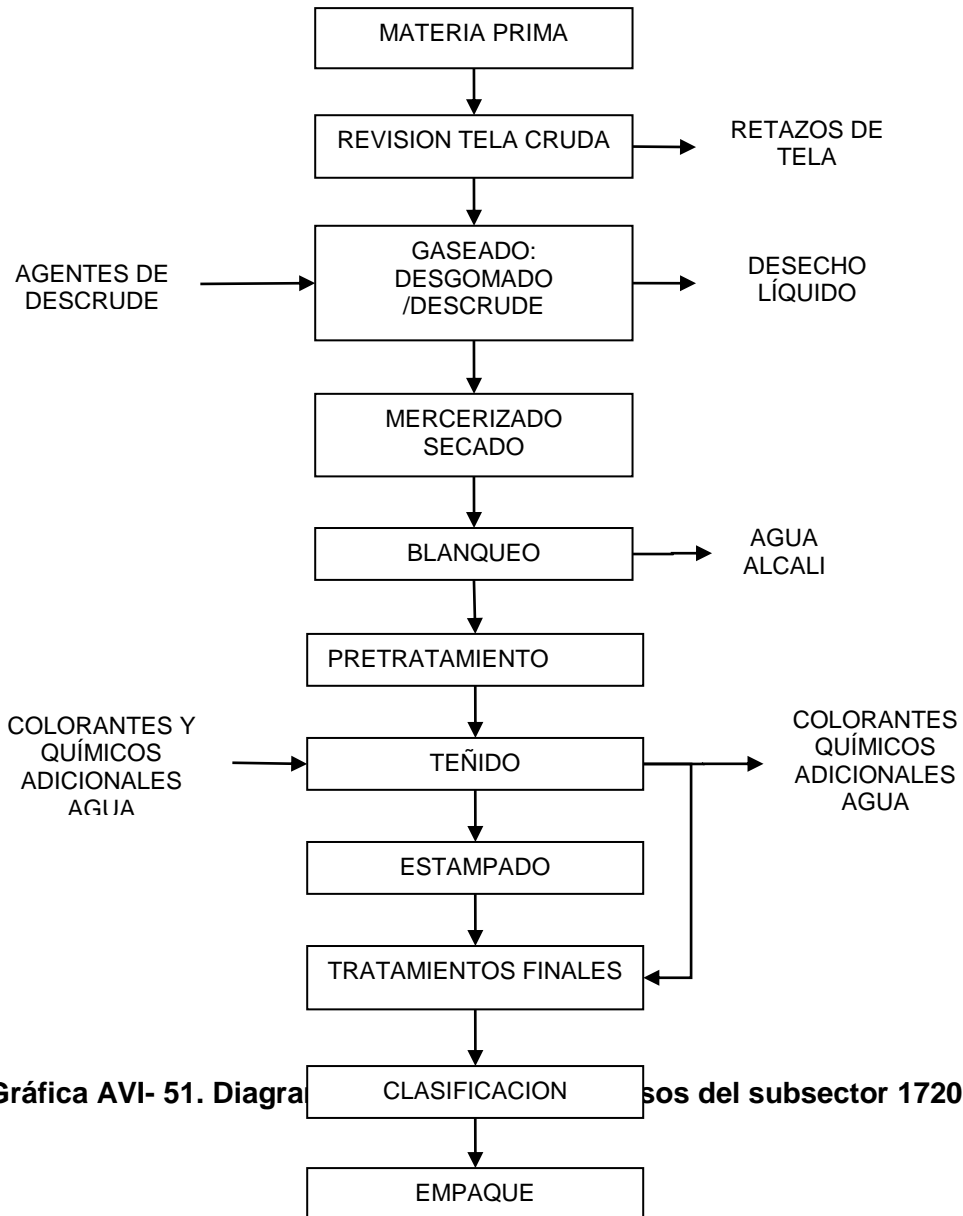 MATERIA PRIMA
REVISION TELA CRUDA
RETAZOS DE
TELA
AGENTES DE
DESCRUDE
GASEADO:
DESGOMADO
/DESCRUDE
DESECHO
LÍQUIDO
MERCERIZADO
SECADO
BLANQUEO
AGUA
ALCALI
PRETRATAMIENTO
COLORANTES Y
QUÍMICOS
ADICIONALES
AGUA
TEÑIDO
COLORANTES
QUÍMICOS
ADICIONALES
AGUA
ESTAMPADO
TRATAMIENTOS FINALES
CLASIFICACION
Gráfica AVI- 51. Diagra sos del subsector 1720
EMPAQUE